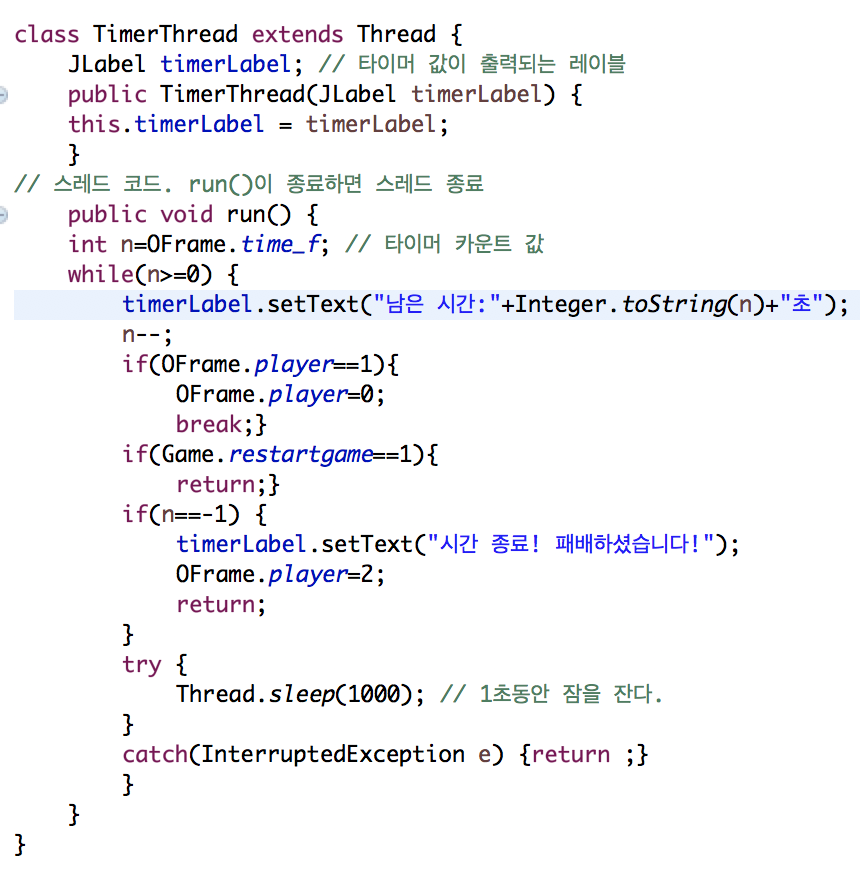 class TimerThread extends Thread {
JLabel timerLabel; // 타이머 값이 출력되는 레이블
public TimerThread(JLabel timerLabel) {
this.timerLabel = timerLabel;
}
// 스레드 코드. run()이 종료하면 스레드 종료
public void run() {
int n=OFrame.time_f; // 타이머 카운트 값
while(n>=0) {
timerLabel.setText("남은 시간:"+Integer.toString(n)+"초");
n--;
if(OFrame.player==1){
OFrame.player=0;
break;}
if(Game.restartgame==1){
return;}
if(n==-1) {
timerLabel.setText("시간 종료! 패배하셨습니다!");
OFrame.player=2;
return;
}
try {
Thread.sleep(1000); // 1초동안 잠을 잔다.
}
catch(InterruptedException e) {return ;}
}
}
}